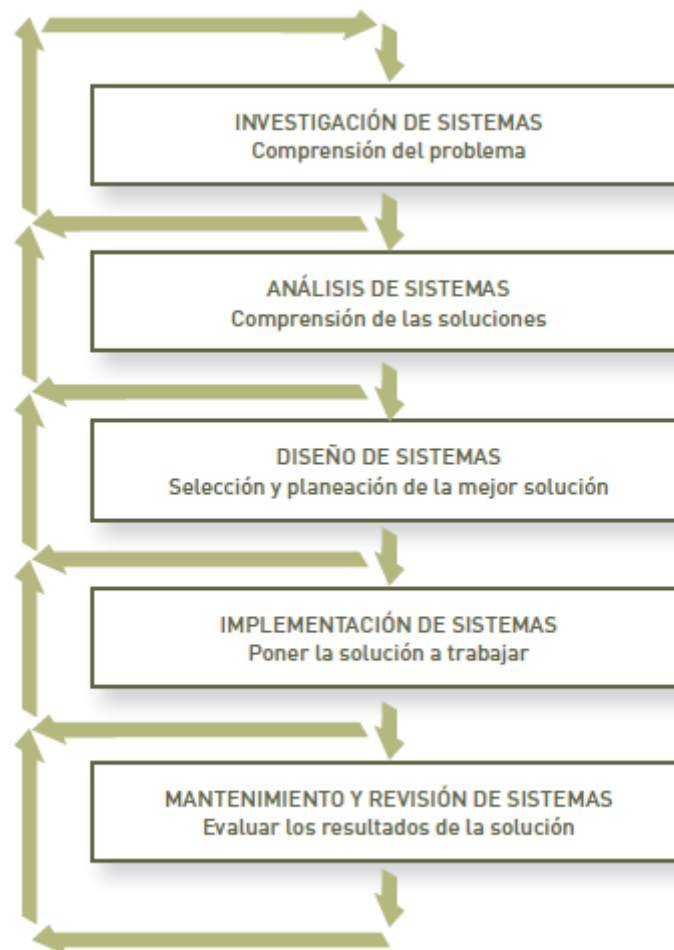 INVESTIGACIÓN DE SISTEMAS
Comprensión del problema
ANÁLISIS DE SISTEMAS
Comprensión de las soluciones
DISEÑO DE SISTEMAS
Selección y planeación de la mejor solución
IMPLEMENTACIÓN DE SISTEMAS
Poner la solución a trabajar
MANTENIMIENTO Y REVISIÓN DE SISTEMAS
Evaluar los resultados de la solución